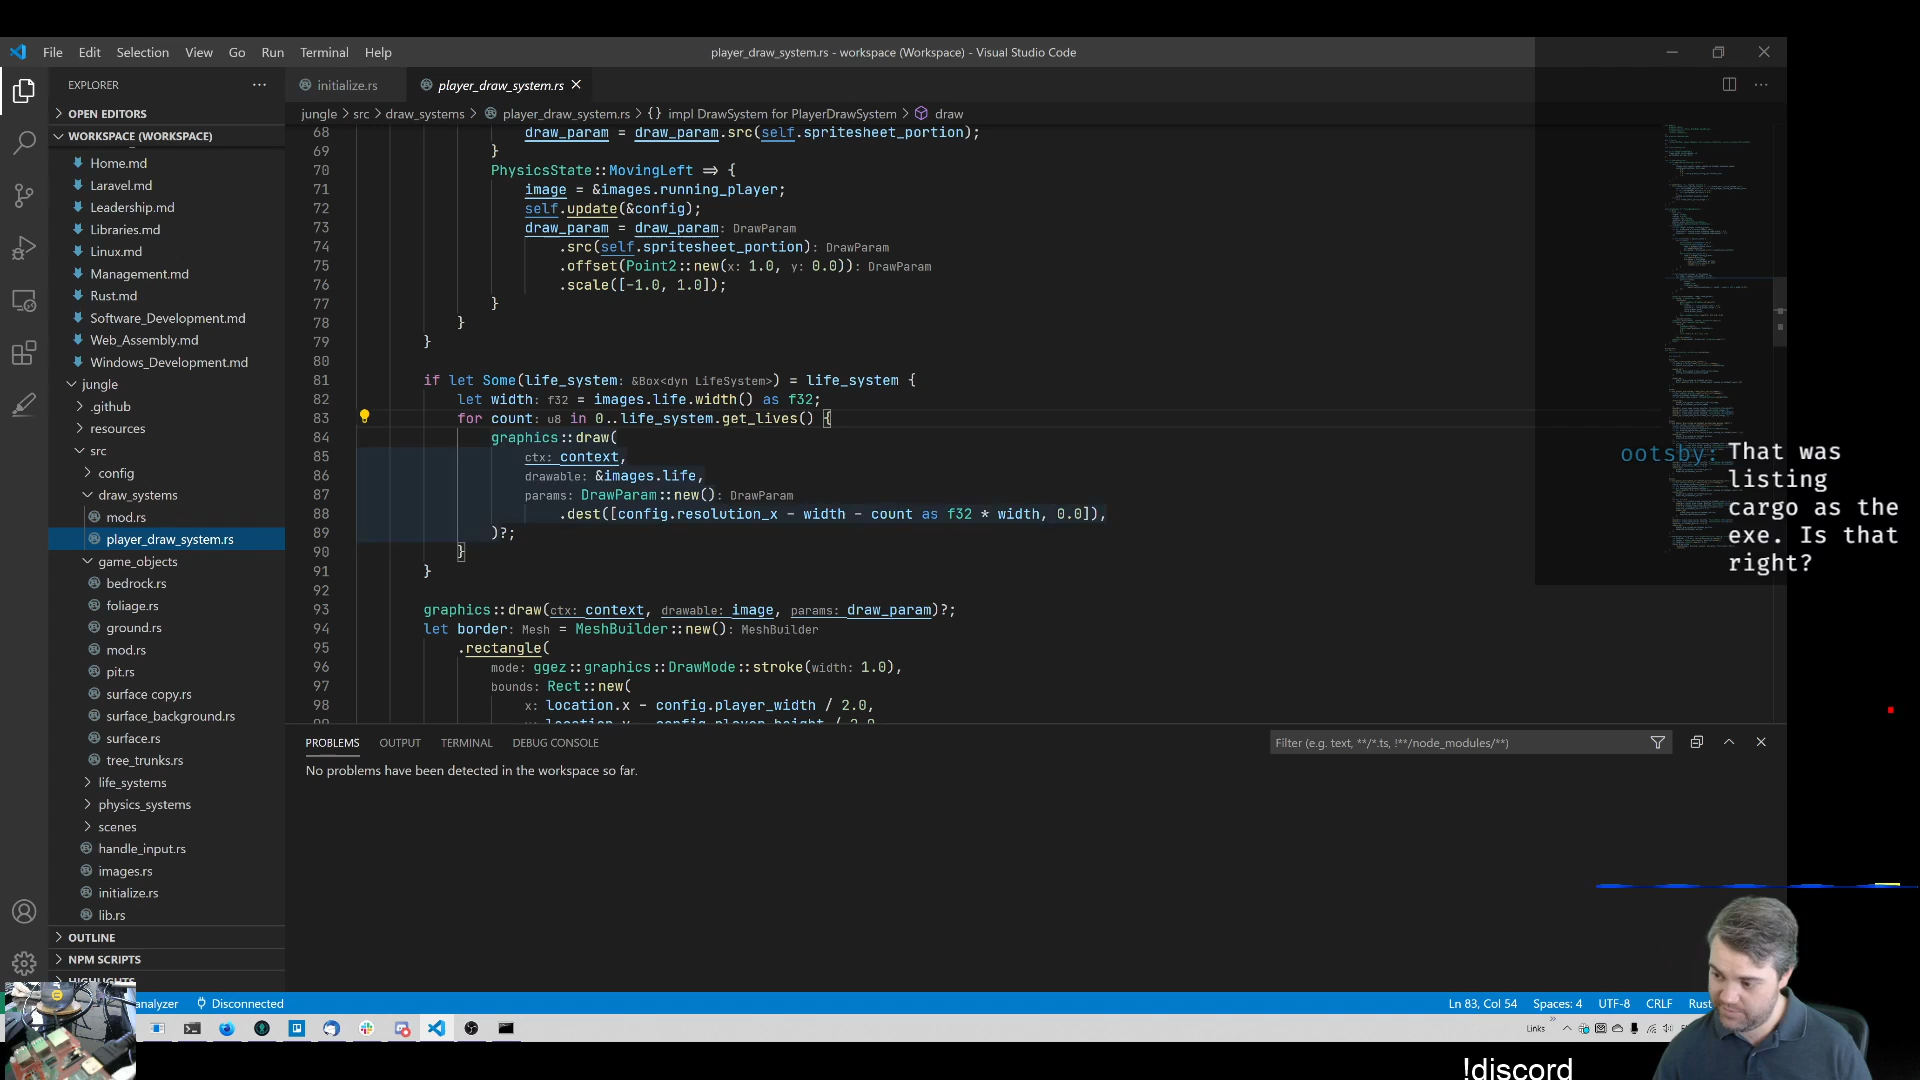 File Edit Selection View Go Run Terminal Help
player_draw_system.rs - workspace (Workspace) - Visual Studio Code
EXPLORER
OPEN EDITORS
WORKSPACE (WORKSPACE)
Home.md
Laravel.md
Leadership.md
Libraries.md
Linux.md
Management.md
Rust.md
Software_Development.md
Web_Assembly.md
Windows_Development.md
jungle
.github
resources
src
config
draw_systems
mod.rs
player_draw_system.rs
game_objects
bedrock.rs
foliage.rs
ground.rs
mod.rs
pit.rs
surface copy.rs
surface_background.rs
surface.rs
tree_trunks.rs
life_systems
physics_systems
scenes
handle_input.rs
images.rs
initialize.rs
lib.rs
OUTLINE
NPM SCRIPTS
HIGHLIGHTS
initialize.rs
player_draw_system.rs
jungle > src > draw_systems > player_draw_system.rs > {} impl DrawSystem for PlayerDrawSystem > draw
68 draw_param = draw_param.src(self.spritesheet_portion);
69 }
70 PhysicsState::MovingLeft => {
71 image = &images.running_player;
72 self.update(&config);
73 draw_param = draw_param: DrawParam
74 .src(self.spritesheet_portion): DrawParam
75 .offset(Point2::new(x: 1.0, y: 0.0)): DrawParam
76 .scale([-1.0, 1.0]);
77 }
78 }
79 }
80
81 if let Some(life_system: &Box<dyn LifeSystem>) = life_system {
82 let width: f32 = images.life.width() as f32;
83 for count: u8 in 0..life_system.get_lives() {
84 graphics::draw(
85 ctx: context,
86 drawable: &images.life,
87 params: DrawParam::new(): DrawParam
88 .dest([config.resolution_x - width - count as f32 * width, 0.0]),
89 )?;
90 }
91 }
92
93 graphics::draw(ctx: context, drawable: image, params: draw_param)?;
94 let border: Mesh = MeshBuilder::new(): MeshBuilder
95 .rectangle(
96 mode: ggez::graphics::DrawMode::stroke(width: 1.0),
97 bounds: Rect::new(
98 x: location.x - config.player_width / 2.0,
99 y: location.y - config.player_height / 2.0
ootsby: That was
listing
cargo as the
exe. Is that
right?
PROBLEMS OUTPUT TERMINAL DEBUG CONSOLE
Filter (e.g. text, **/*.ts, !**/node_modules/**)
No problems have been detected in the workspace so far.
analyzer Disconnected
Ln 83, Col 54 Spaces: 4 UTF-8 CRLF Rust
Links
!discord